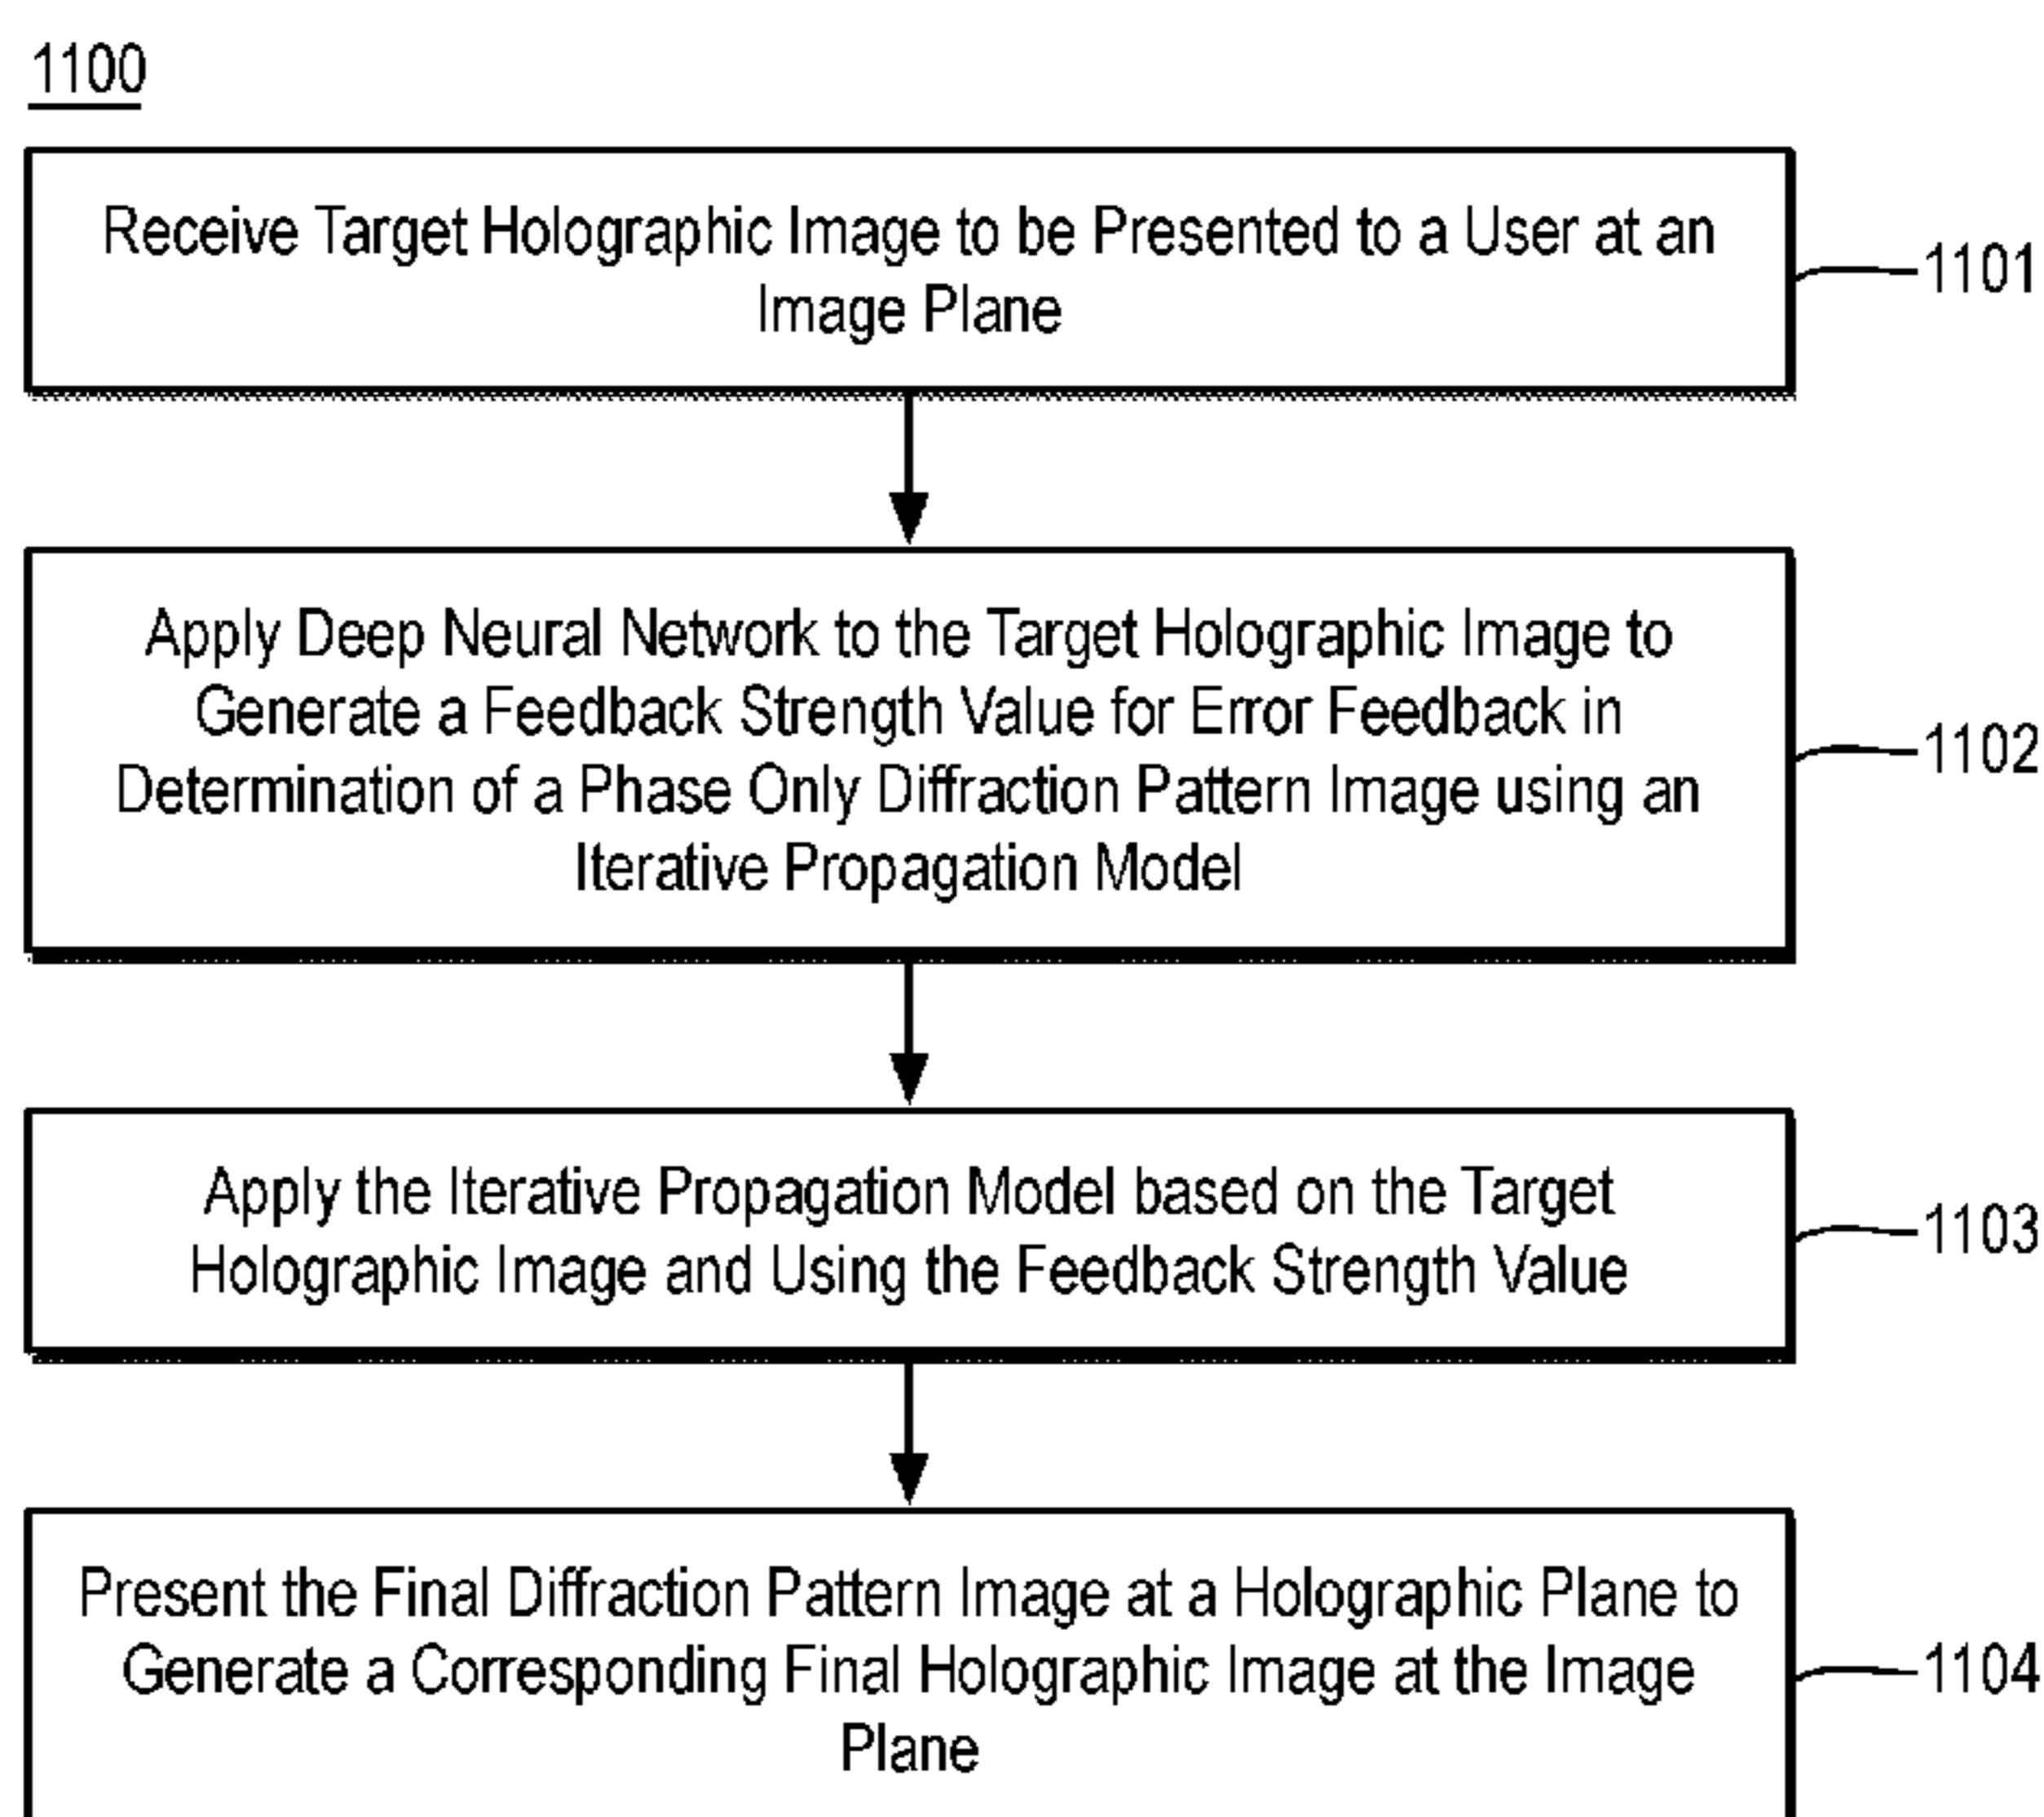 1100
Receive Target Holographic Image to be Presented to a User at an
Image Plane
1101
Apply Deep Neural Network to the Target Holographic Image to
Generate a Feedback Strength Value for Error Feedback in
Determination of a Phase Only Diffraction Pattern Image using an
Iterative Propagation Model
1102
Apply the Iterative Propagation Model based on the Target
Holographic Image and Using the Feedback Strength Value
1103
Present the Final Diffraction Pattern Image at a Holographic Plane to
Generate a Corresponding Final Holographic Image at the Image
Plane
1104